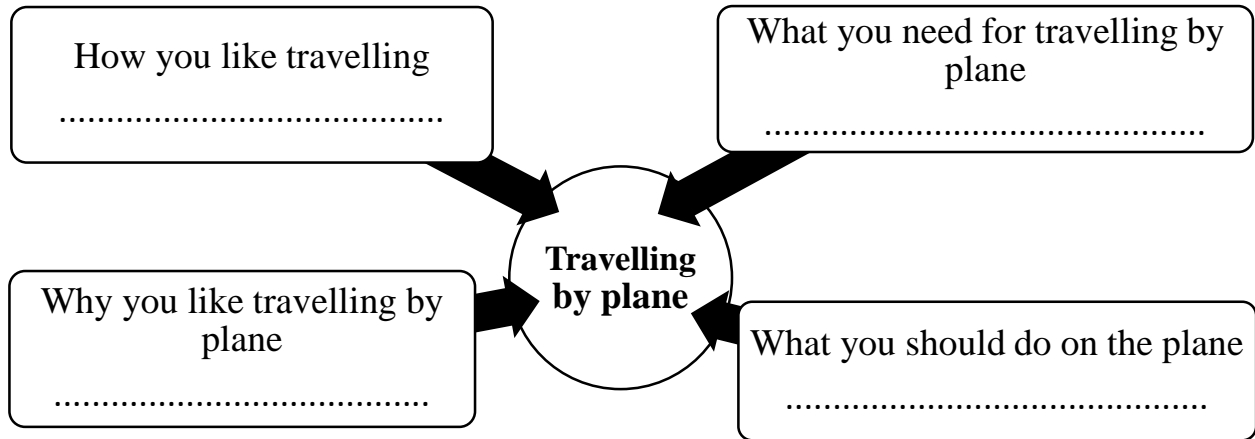 How you like travelling
.........................................
What you need for travelling by
plane
...............................................
Travelling
by plane
Why you like travelling by
plane
........................................
What you should do on the plane
.............................................